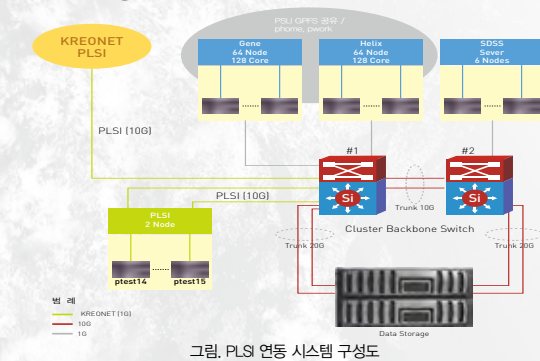 PSU GPFS 공유 /
phome, pwork
KREONET
PLSI
Gene
64 Node
128 Core
Helix
64 Node
128 Core
SDSS
Sever
6 Nodes
.......
.......
.......
PLSI (10G)
#1
#2
PLSI (10G)
Si
Si
Trunk 10G
Cluster Backbone Switch
PLSI
2 Node
.......
ptest14
ptest15
Trunk 20G
Trunk 20G
범 례
KREONET (1G)
10G
1G
Data Storage
그림. PLSI 연동 시스템 구성도